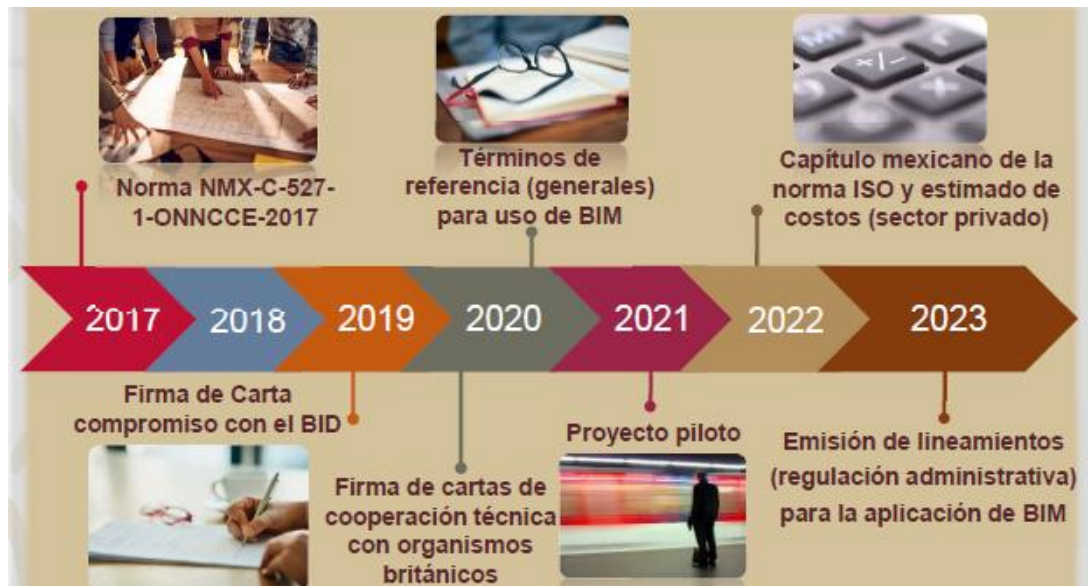 Norma NMX-C-527-
1-ONNCCE-2017
Términos de
referencia (generales)
para uso de BIM
Capítulo mexicano de la
norma ISO y estimado de
costos (sector privado)
2017
2018
2019
2020
2021
2022
2023
Firma de Carta
compromiso con el BID
Firma de cartas de
cooperación técnica
con organismos
británicos
Proyecto piloto
Emisión de lineamientos
(regulación administrativa)
para la aplicación de BIM